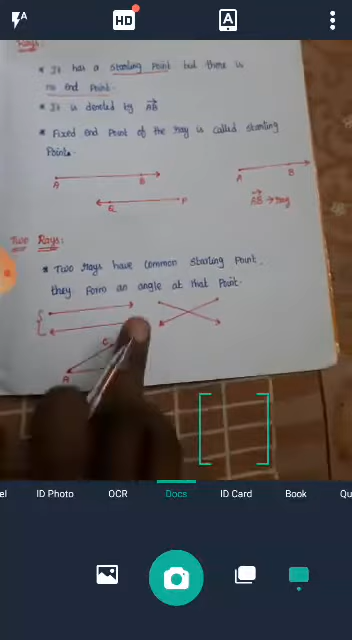 HD
A
Rays:
* It has a starting Point but there is
no end Point.
* It is denoted by AB
* Fixed end Point of the ray is called starting
Point.
A B
A B
Q P
AB → ray
Two Rays:
* Two rays have common starting Point.
they Form an angle at that Point.
C
A
ID Photo
OCR
Docs
ID Card
Book